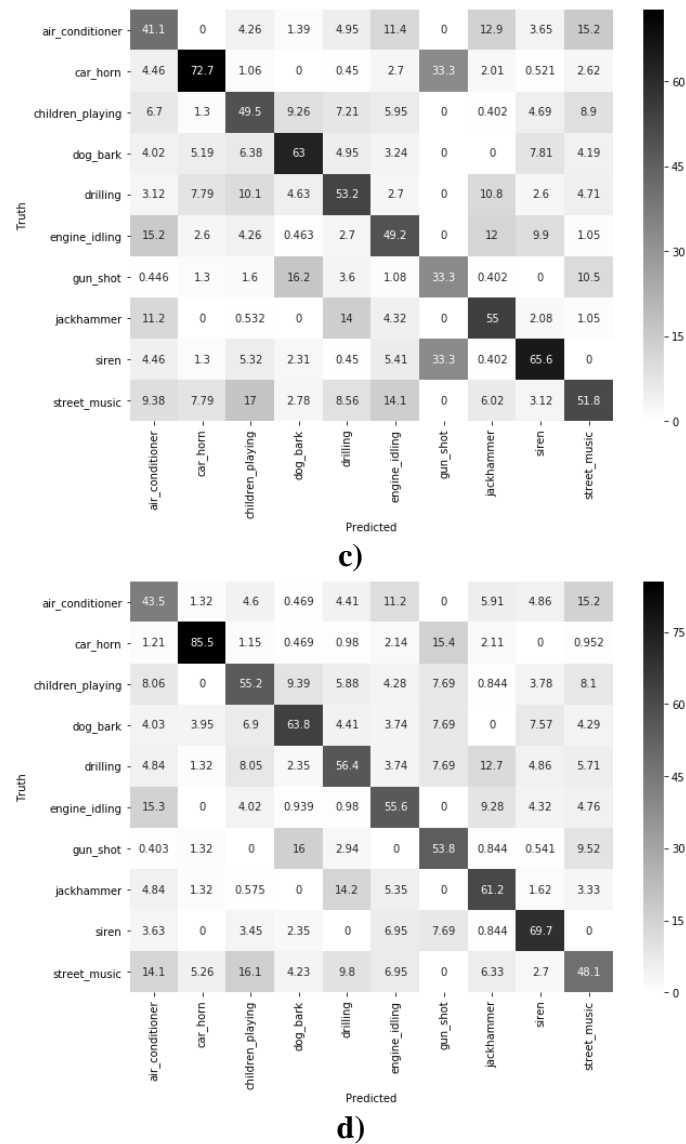 air_conditioner 41.1 0 4.26 1.39 4.95 11.4 0 12.9 3.65 15.2
car_horn 4.46 72.7 1.06 0 0.45 2.7 33.3 2.01 0.521 2.62
children_playing 6.7 1.3 49.5 9.26 7.21 5.95 0 0.402 4.69 8.9
dog_bark 4.02 5.19 6.38 63 4.95 3.24 0 0 7.81 4.19
drilling 3.12 7.79 10.1 4.63 53.2 2.7 0 10.8 2.6 4.71
engine_idling 15.2 2.6 4.26 0.463 2.7 49.2 0 12 9.9 1.05
gun_shot 0.446 1.3 1.6 16.2 3.6 1.08 33.3 0.402 0 10.5
jackhammer 11.2 0 0.532 0 14 4.32 0 55 2.08 1.05
siren 4.46 1.3 5.32 2.31 0.45 5.41 33.3 0.402 65.6 0
street_music 9.38 7.79 17 2.78 8.56 14.1 0 6.02 3.12 51.8
Truth
air_conditioner car_horn children_playing dog_bark drilling engine_idling gun_shot jackhammer siren street_music
Predicted
60
45
30
15
0
c)
air_conditioner 43.5 1.32 4.6 0.469 4.41 11.2 0 5.91 4.86 15.2
car_horn 1.21 85.5 1.15 0.469 0.98 2.14 15.4 2.11 0 0.952
children_playing 8.06 0 55.2 9.39 5.88 4.28 7.69 0.844 3.78 8.1
dog_bark 4.03 3.95 6.9 63.8 4.41 3.74 7.69 0 7.57 4.29
drilling 4.84 1.32 8.05 2.35 56.4 3.74 7.69 12.7 4.86 5.71
engine_idling 15.3 0 4.02 0.939 0.98 55.6 0 9.28 4.32 4.76
gun_shot 0.403 1.32 0 16 2.94 0 53.8 0.844 0.541 9.52
jackhammer 4.84 1.32 0.575 0 14.2 5.35 0 61.2 1.62 3.33
siren 3.63 0 3.45 2.35 0 6.95 7.69 0.844 69.7 0
street_music 14.1 5.26 16.1 4.23 9.8 6.95 0 6.33 2.7 48.1
Truth
air_conditioner car_horn children_playing dog_bark drilling engine_idling gun_shot jackhammer siren street_music
Predicted
75
60
45
30
15
0
d)